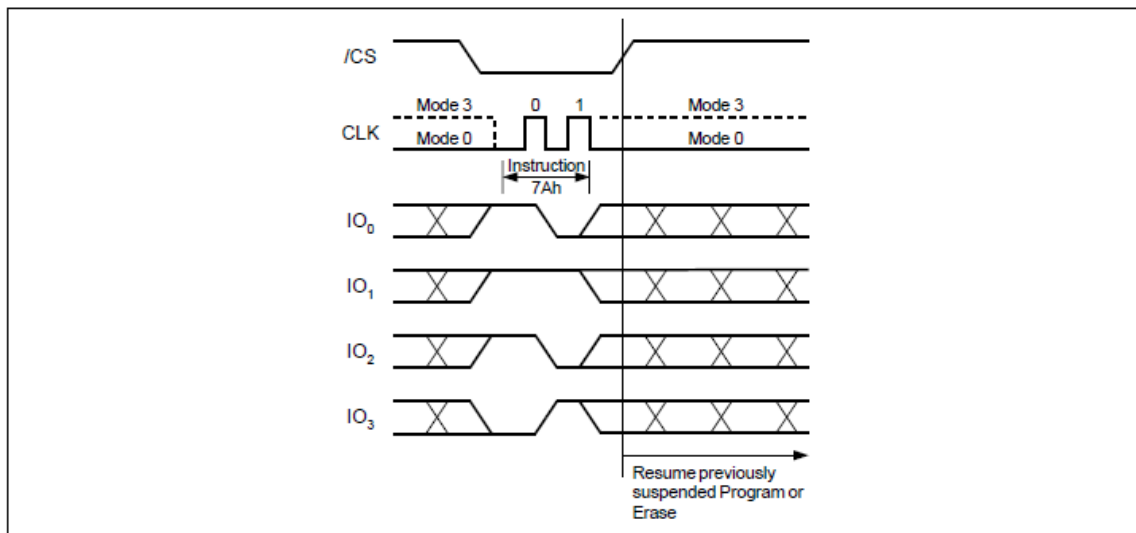 /CS
Mode 3 0 1 Mode 3
CLK
Mode 0 Mode 0
Instruction
7Ah
IO0
IO1
IO2
IO3
Resume previously
suspended Program or
Erase